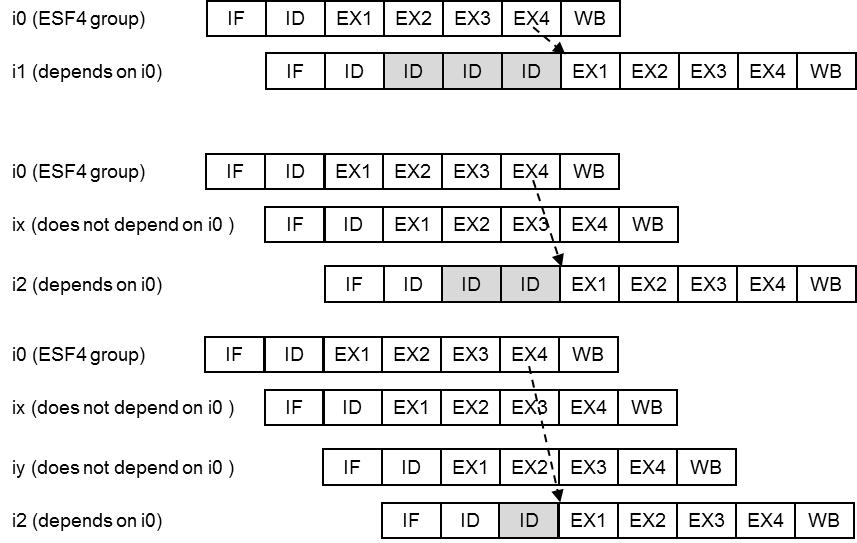 i0 (ESF4 group) IF ID EX1 EX2 EX3 EX4 WB
i1 (depends on i0) IF ID ID ID ID EX1 EX2 EX3 EX4 WB
i0 (ESF4 group) IF ID EX1 EX2 EX3 EX4 WB
ix (does not depend on i0 ) IF ID EX1 EX2 EX3 EX4 WB
i2 (depends on i0) IF ID ID ID EX1 EX2 EX3 EX4 WB
i0 (ESF4 group) IF ID EX1 EX2 EX3 EX4 WB
ix (does not depend on i0 ) IF ID EX1 EX2 EX3 EX4 WB
iy (does not depend on i0 ) IF ID EX1 EX2 EX3 EX4 WB
i2 (depends on i0) IF ID ID EX1 EX2 EX3 EX4 WB